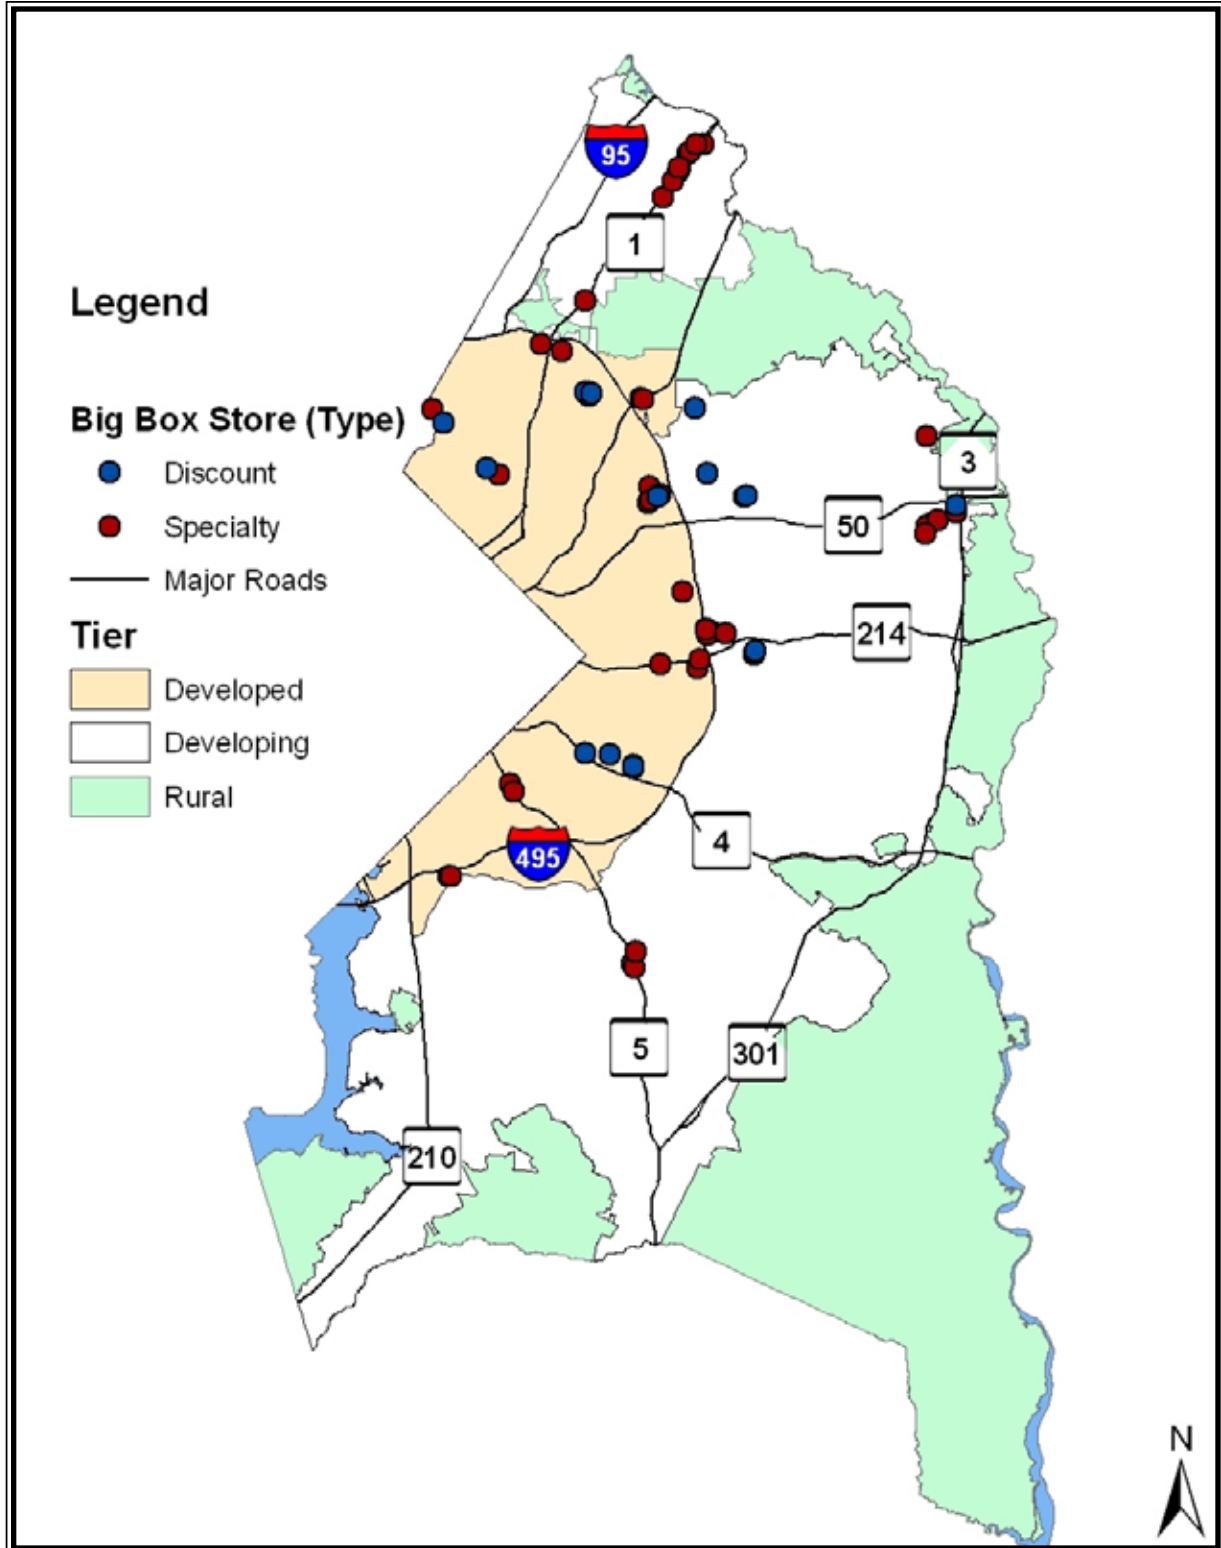 95
1
Legend
Big Box Store (Type)
Discount
Specialty
Major Roads
Tier
Developed
Developing
Rural
3
50
214
4
495
5
301
210
N